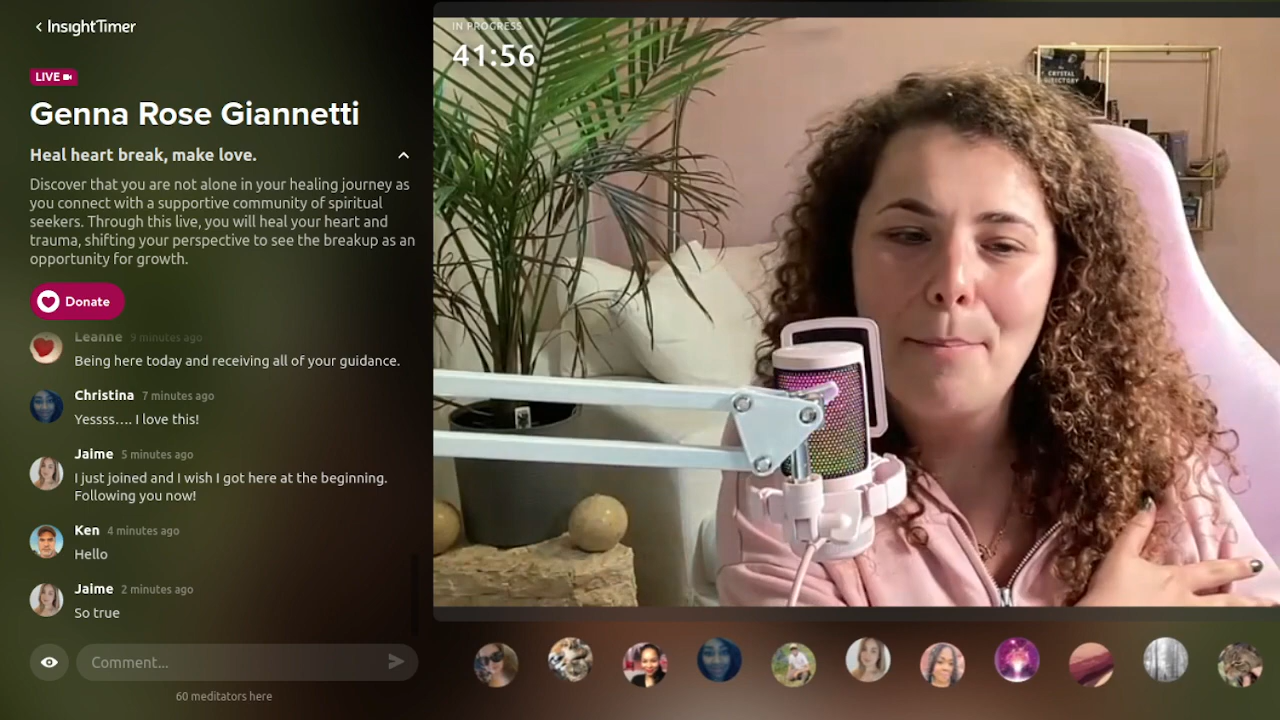 InsightTimer
LIVE
Genna Rose Giannetti
Heal heart break, make love.
Discover that you are not alone in your healing journey as
you connect with a supportive community of spiritual
seekers. Through this live, you will heal your heart and
trauma, shifting your perspective to see the breakup as an
opportunity for growth.
Donate
Leanne 9 minutes ago
Being here today and receiving all of your guidance.
Christina 7 minutes ago
Yessss.... I love this!
Jaime 5 minutes ago
I just joined and I wish I got here at the beginning.
Following you now!
Ken 4 minutes ago
Hello
Jaime 2 minutes ago
So true
Comment...
60 meditators here
IN PROGRESS
41:56
CRYSTAL
DIRECTORY